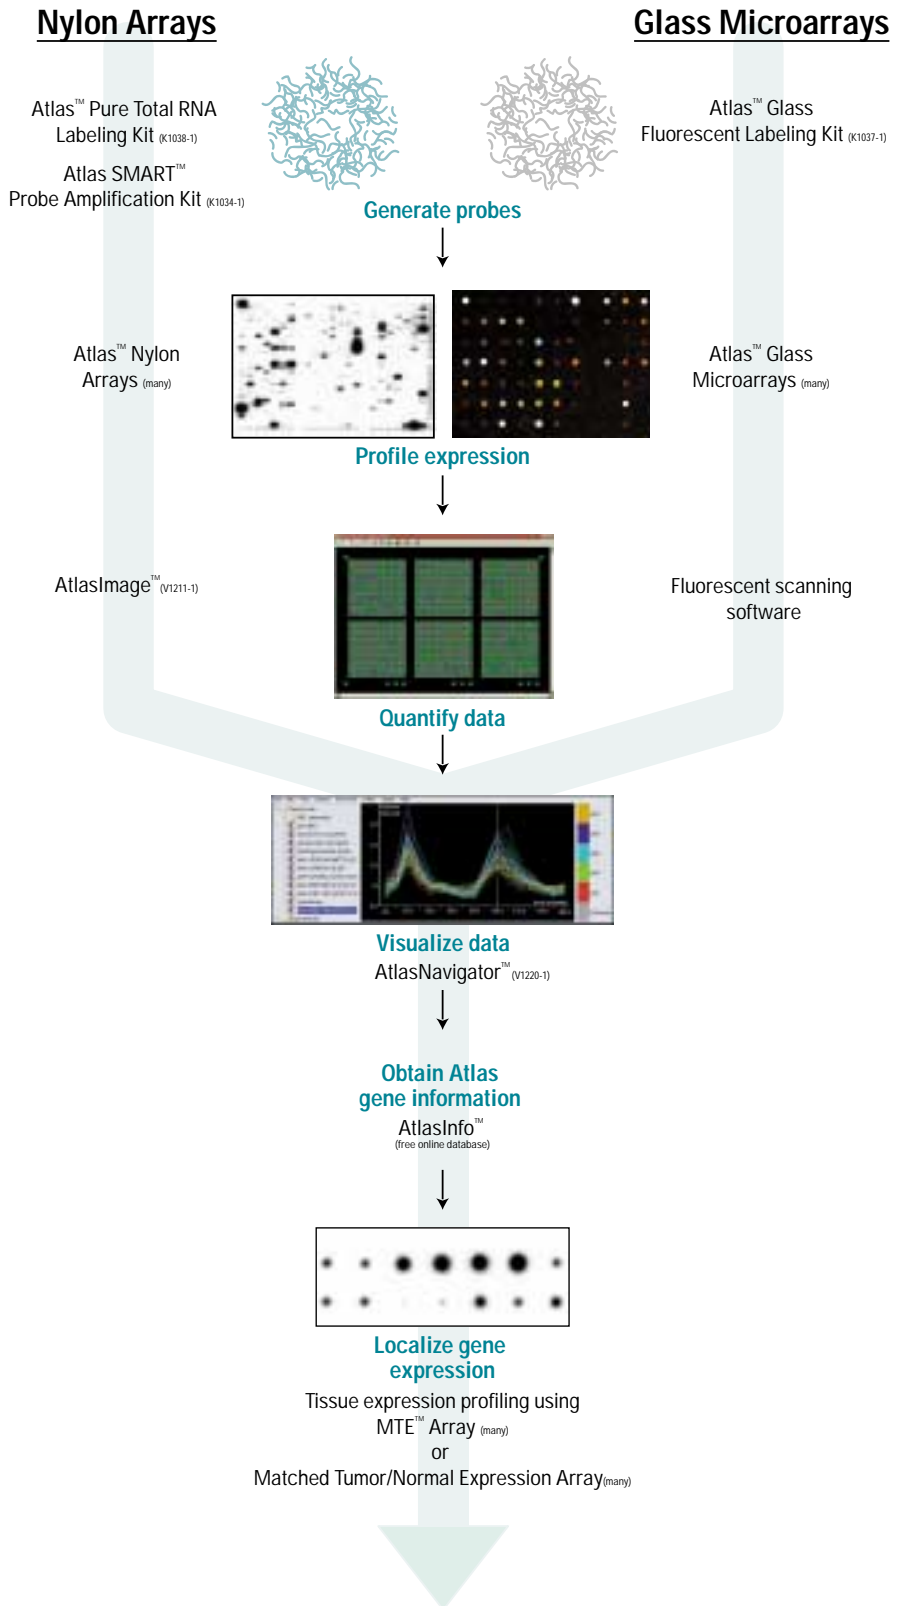 Nylon Arrays
Glass Microarrays
Atlas™ Pure Total RNA
Labeling Kit (K1038-1)
Atlas SMART™
Probe Amplification Kit (K1034-1)
Atlas™ Glass
Fluorescent Labeling Kit (K1037-1)
Generate probes
Atlas™ Nylon
Arrays (many)
Atlas™ Glass
Microarrays (many)
Profile expression
AtlasImage™ (V1211-1)
Fluorescent scanning
software
Quantify data
Visualize data
AtlasNavigator™ (V1220-1)
Obtain Atlas
gene information
AtlasInfo™
(free online database)
Localize gene
expression
Tissue expression profiling using
MTE™ Array (many)
or
Matched Tumor/Normal Expression Array(many)